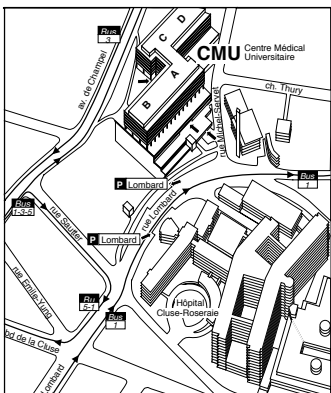 Bus
3
D
C
CMU Centre Médical
Universitaire
A
B
av. de Champel
ch. Thury
rue Michel-Servet
P Lombard
Bus
1
rue Lombard
Bus
1-3-5
rue Sautter
P Lombard
rue Emile-Yung
Hôpital
Cluse-Roseraie
5-1
Bus
1
bd de la Cluse
Lombard